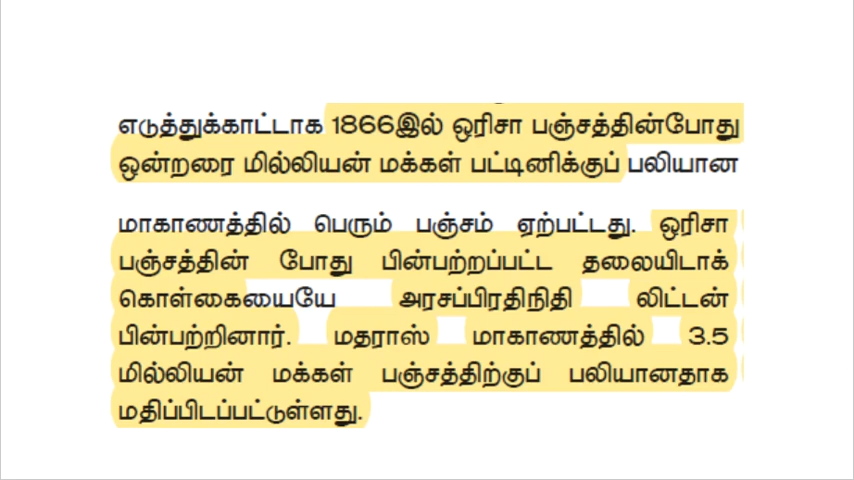 எடுத்துக்காட்டாக 1866இல் ஒரிசா பஞ்சத்தின்போது
ஒன்றரை மில்லியன் மக்கள் பட்டினிக்குப் பலியான
மாகாணத்தில் பெரும் பஞ்சம் ஏற்பட்டது. ஒரிசா
பஞ்சத்தின் போது பின்பற்றப்பட்ட தலையிடாக்
கொள்கையையே அரசப்பிரதிநிதி லிட்டன்
பின்பற்றினார். மதராஸ் மாகாணத்தில் 3.5
மில்லியன் மக்கள் பஞ்சத்திற்குப் பலியானதாக
மதிப்பிடப்பட்டுள்ளது.